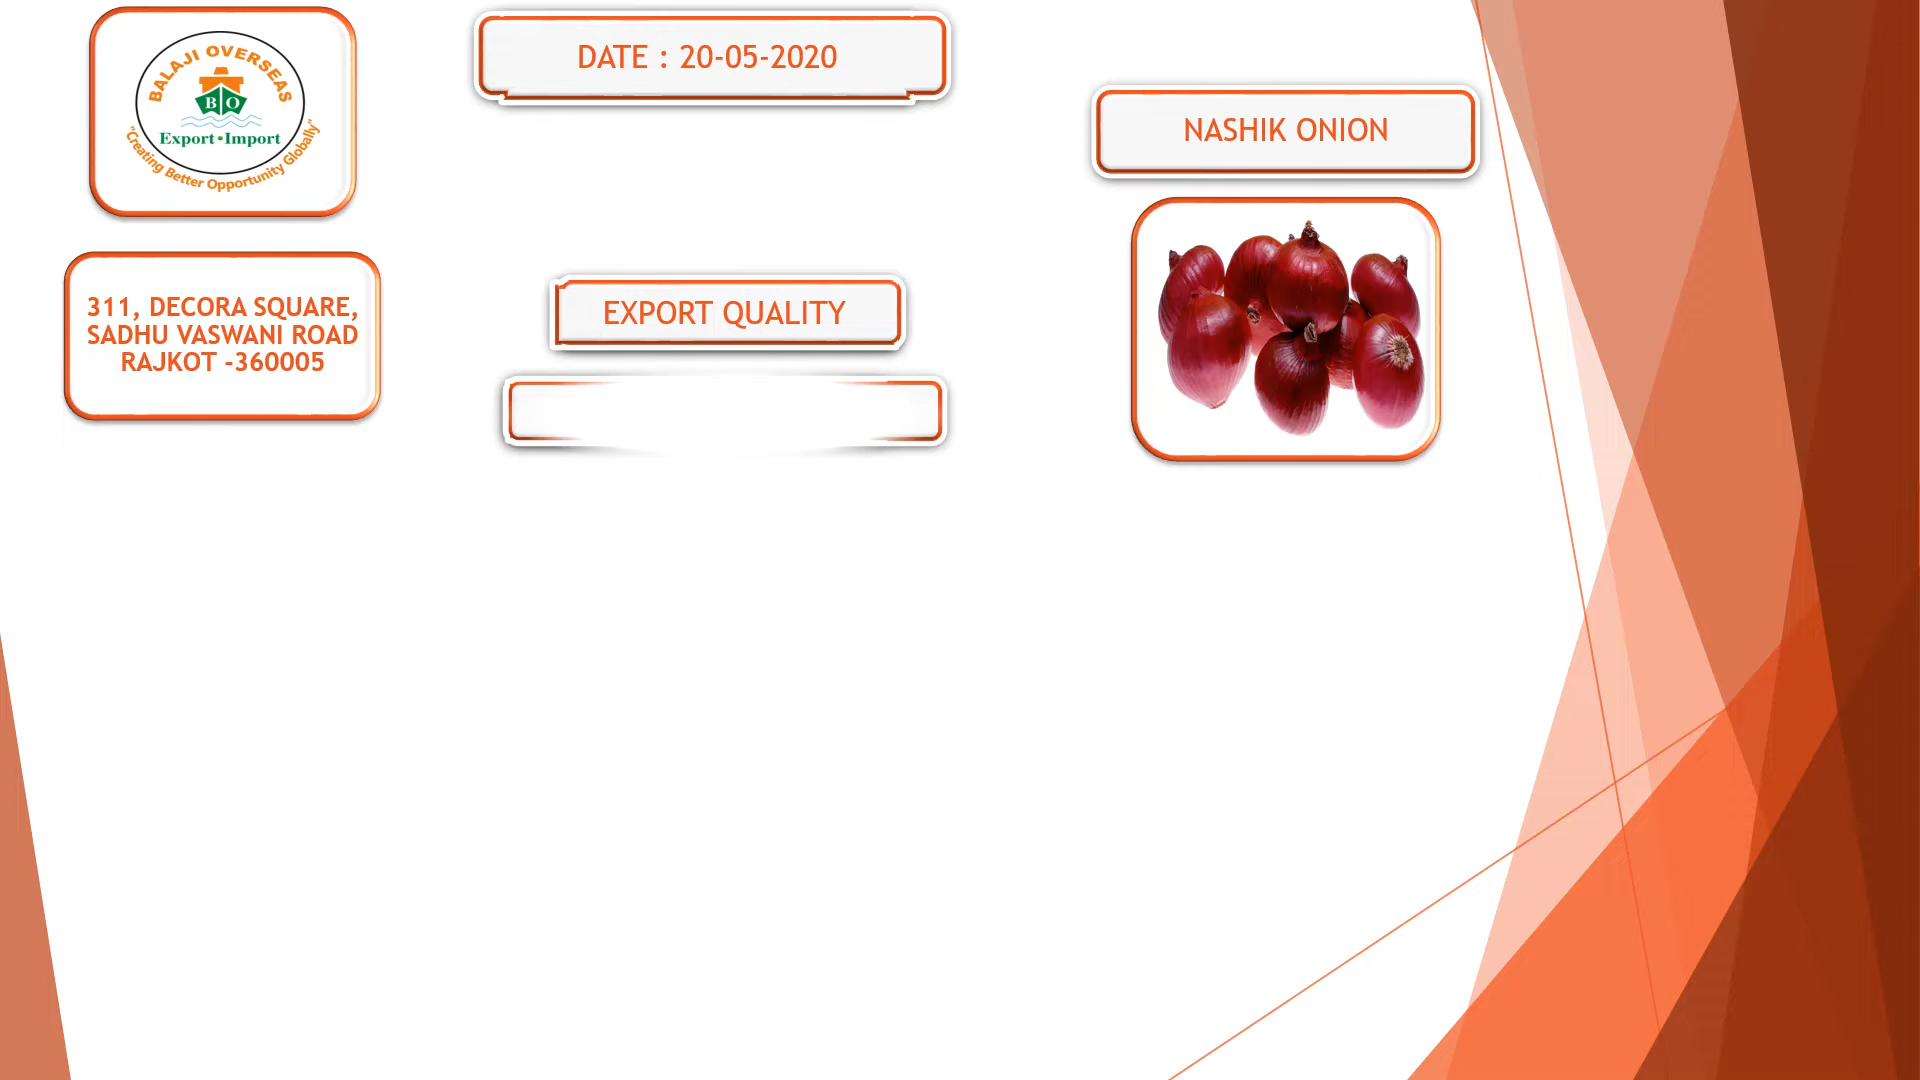 BALAJI OVERSEAS
B O
Export • Import
"Creating Better Opportunity Globally"
DATE : 20-05-2020
NASHIK ONION
311, DECORA SQUARE,
SADHU VASWANI ROAD
RAJKOT -360005
EXPORT QUALITY